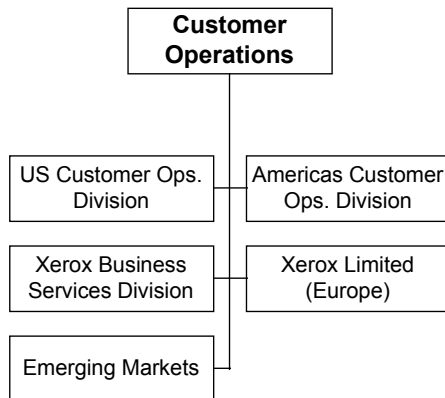 Customer
Operations
US Customer Ops.
Division
Americas Customer
Ops. Division
Xerox Business
Services Division
Xerox Limited
(Europe)
Emerging Markets